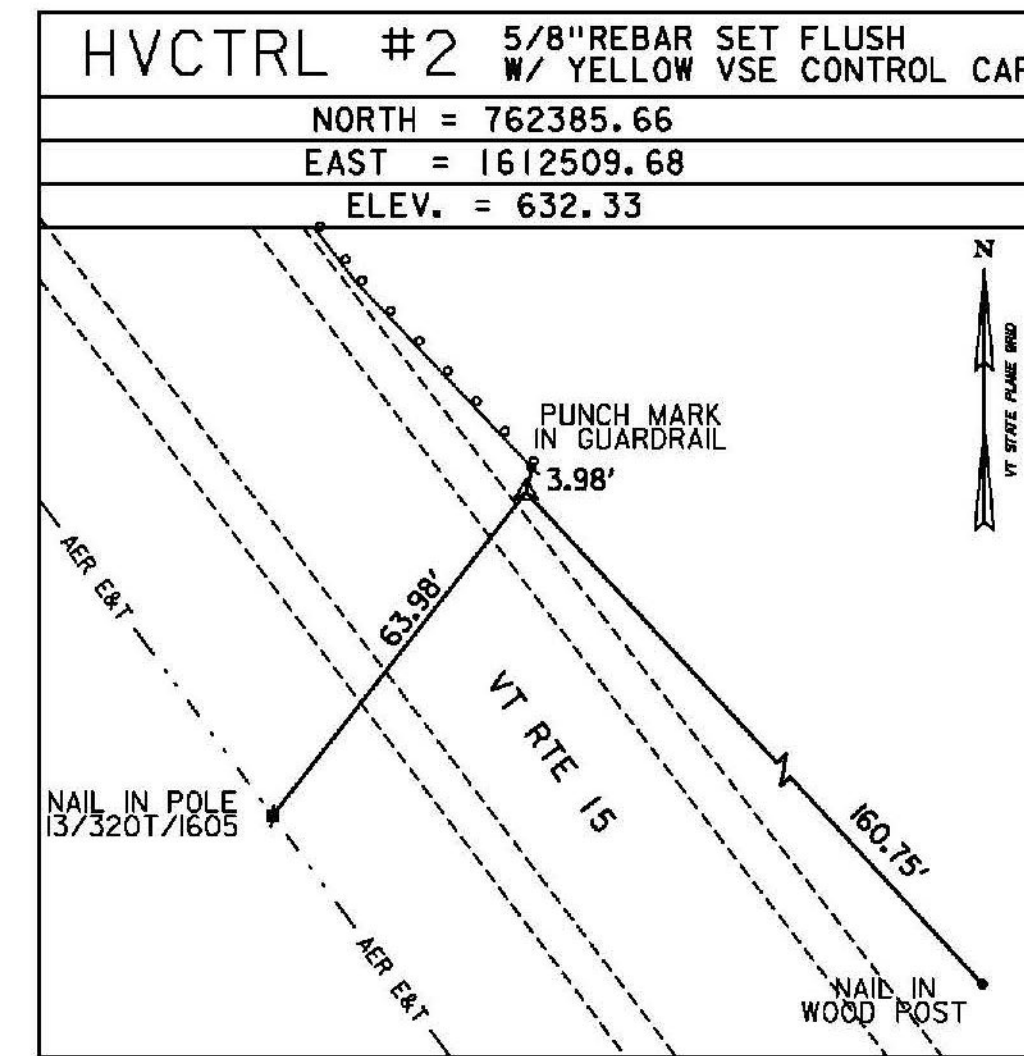 HVCTRL #2
5/8"REBAR SET FLUSH
W/ YELLOW VSE CONTROL
NORTH = 762385.66
EAST = 1612509.68
ELEV. = 632.33
N
VT STATE PLANE GRID
PUNCH MARK
IN GUARDRAIL
3.98'
AER E&T
63.98'
VT RTE 15
NAIL IN POLE
13/320T/1605
160.75'
AER E&T
NAIL IN
WOOD POST